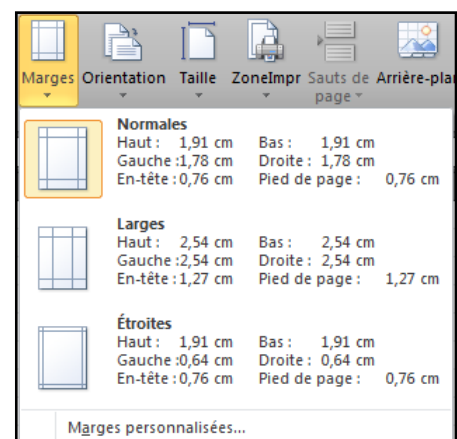 Marges Orientation Taille ZoneImpr Sauts de page Arrière-plan
Normales
Haut : 1,91 cm Bas : 1,91 cm
Gauche :1,78 cm Droite : 1,78 cm
En-tête :0,76 cm Pied de page : 0,76 cm
Larges
Haut : 2,54 cm Bas : 2,54 cm
Gauche :2,54 cm Droite : 2,54 cm
En-tête :1,27 cm Pied de page : 1,27 cm
Étroites
Haut : 1,91 cm Bas : 1,91 cm
Gauche :0,64 cm Droite : 0,64 cm
En-tête :0,76 cm Pied de page : 0,76 cm
Marges personnalisées...